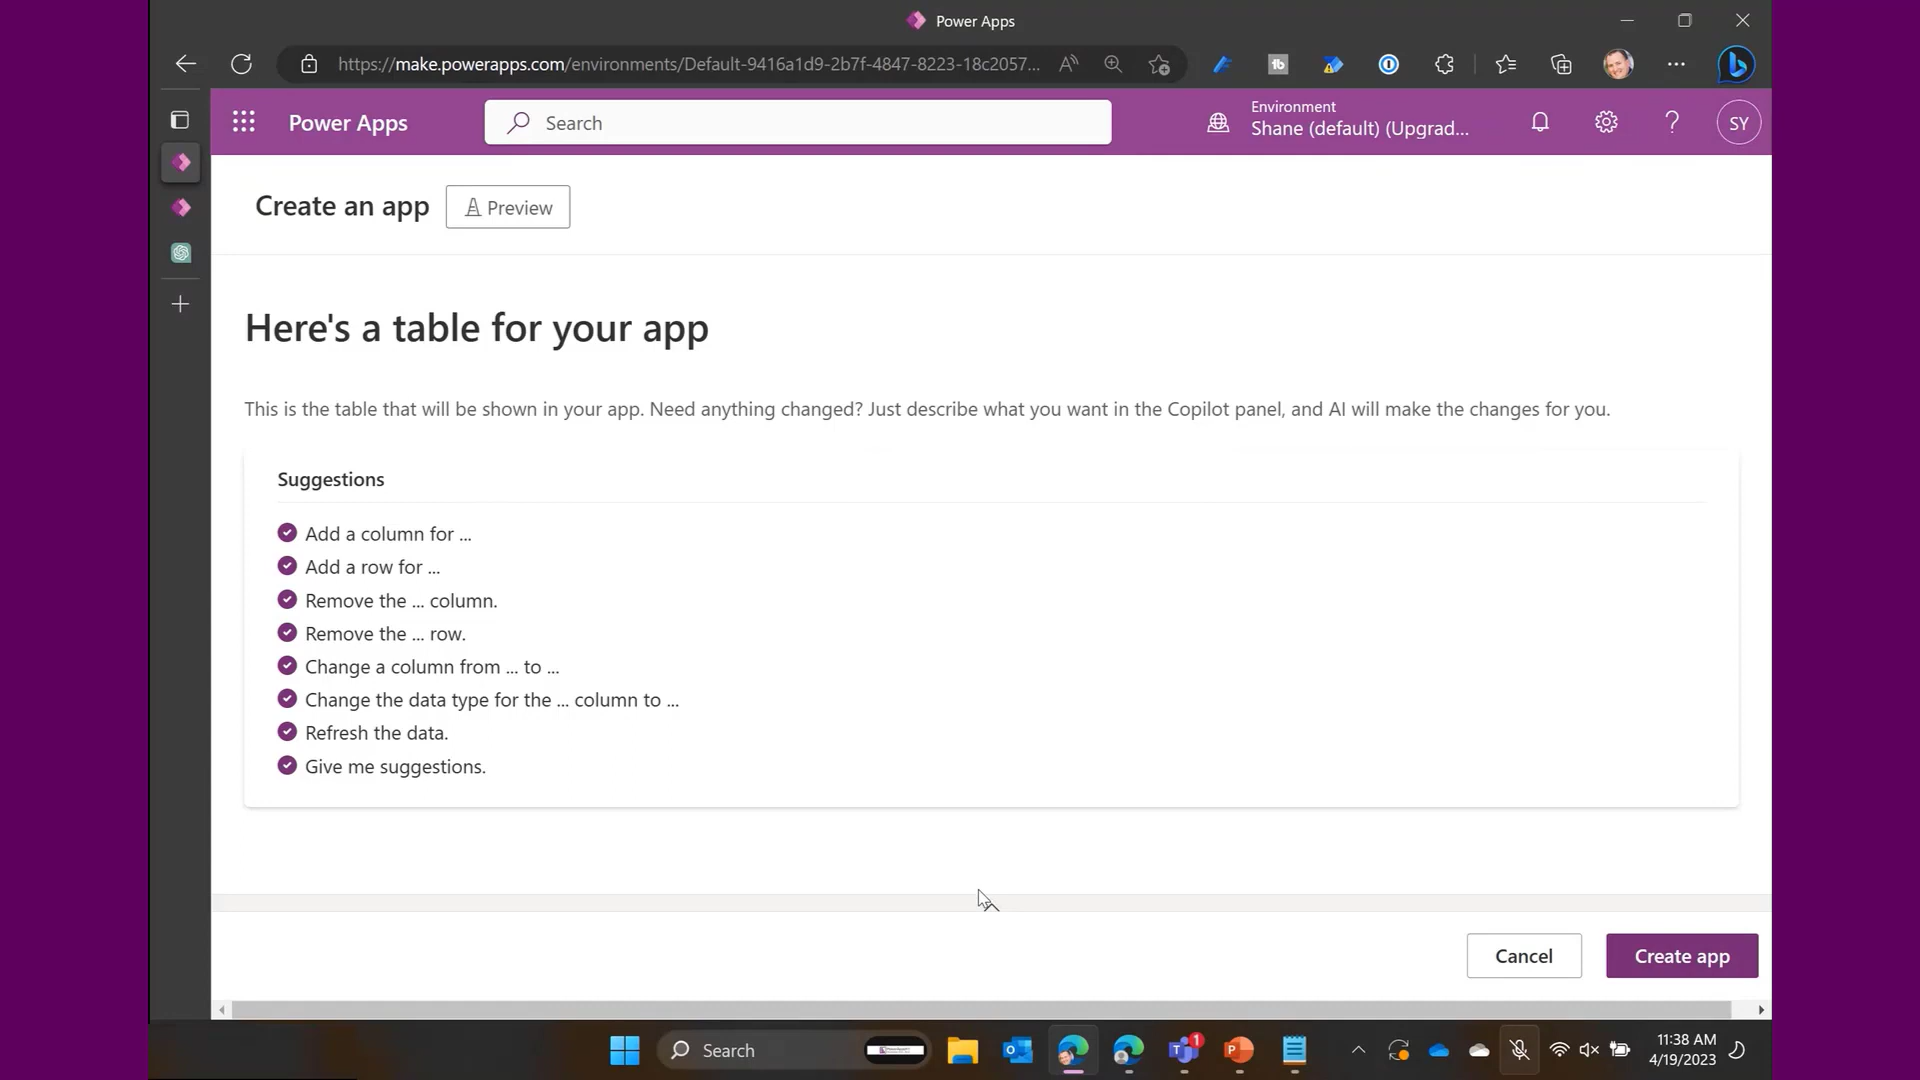 Power Apps
https://make.powerapps.com/environments/Default-9416a1d9-2b7f-4847-8223-18c2057...
Power Apps
Search
Environment
Shane (default) (Upgrad...
SY
Create an app
Preview
Here's a table for your app
This is the table that will be shown in your app. Need anything changed? Just describe what you want in the Copilot panel, and AI will make the changes for you.
Suggestions
Add a column for ...
Add a row for ...
Remove the ... column.
Remove the ... row.
Change a column from ... to ...
Change the data type for the ... column to ...
Refresh the data.
Give me suggestions.
Cancel
Create app
Search
1
11:38 AM
4/19/2023